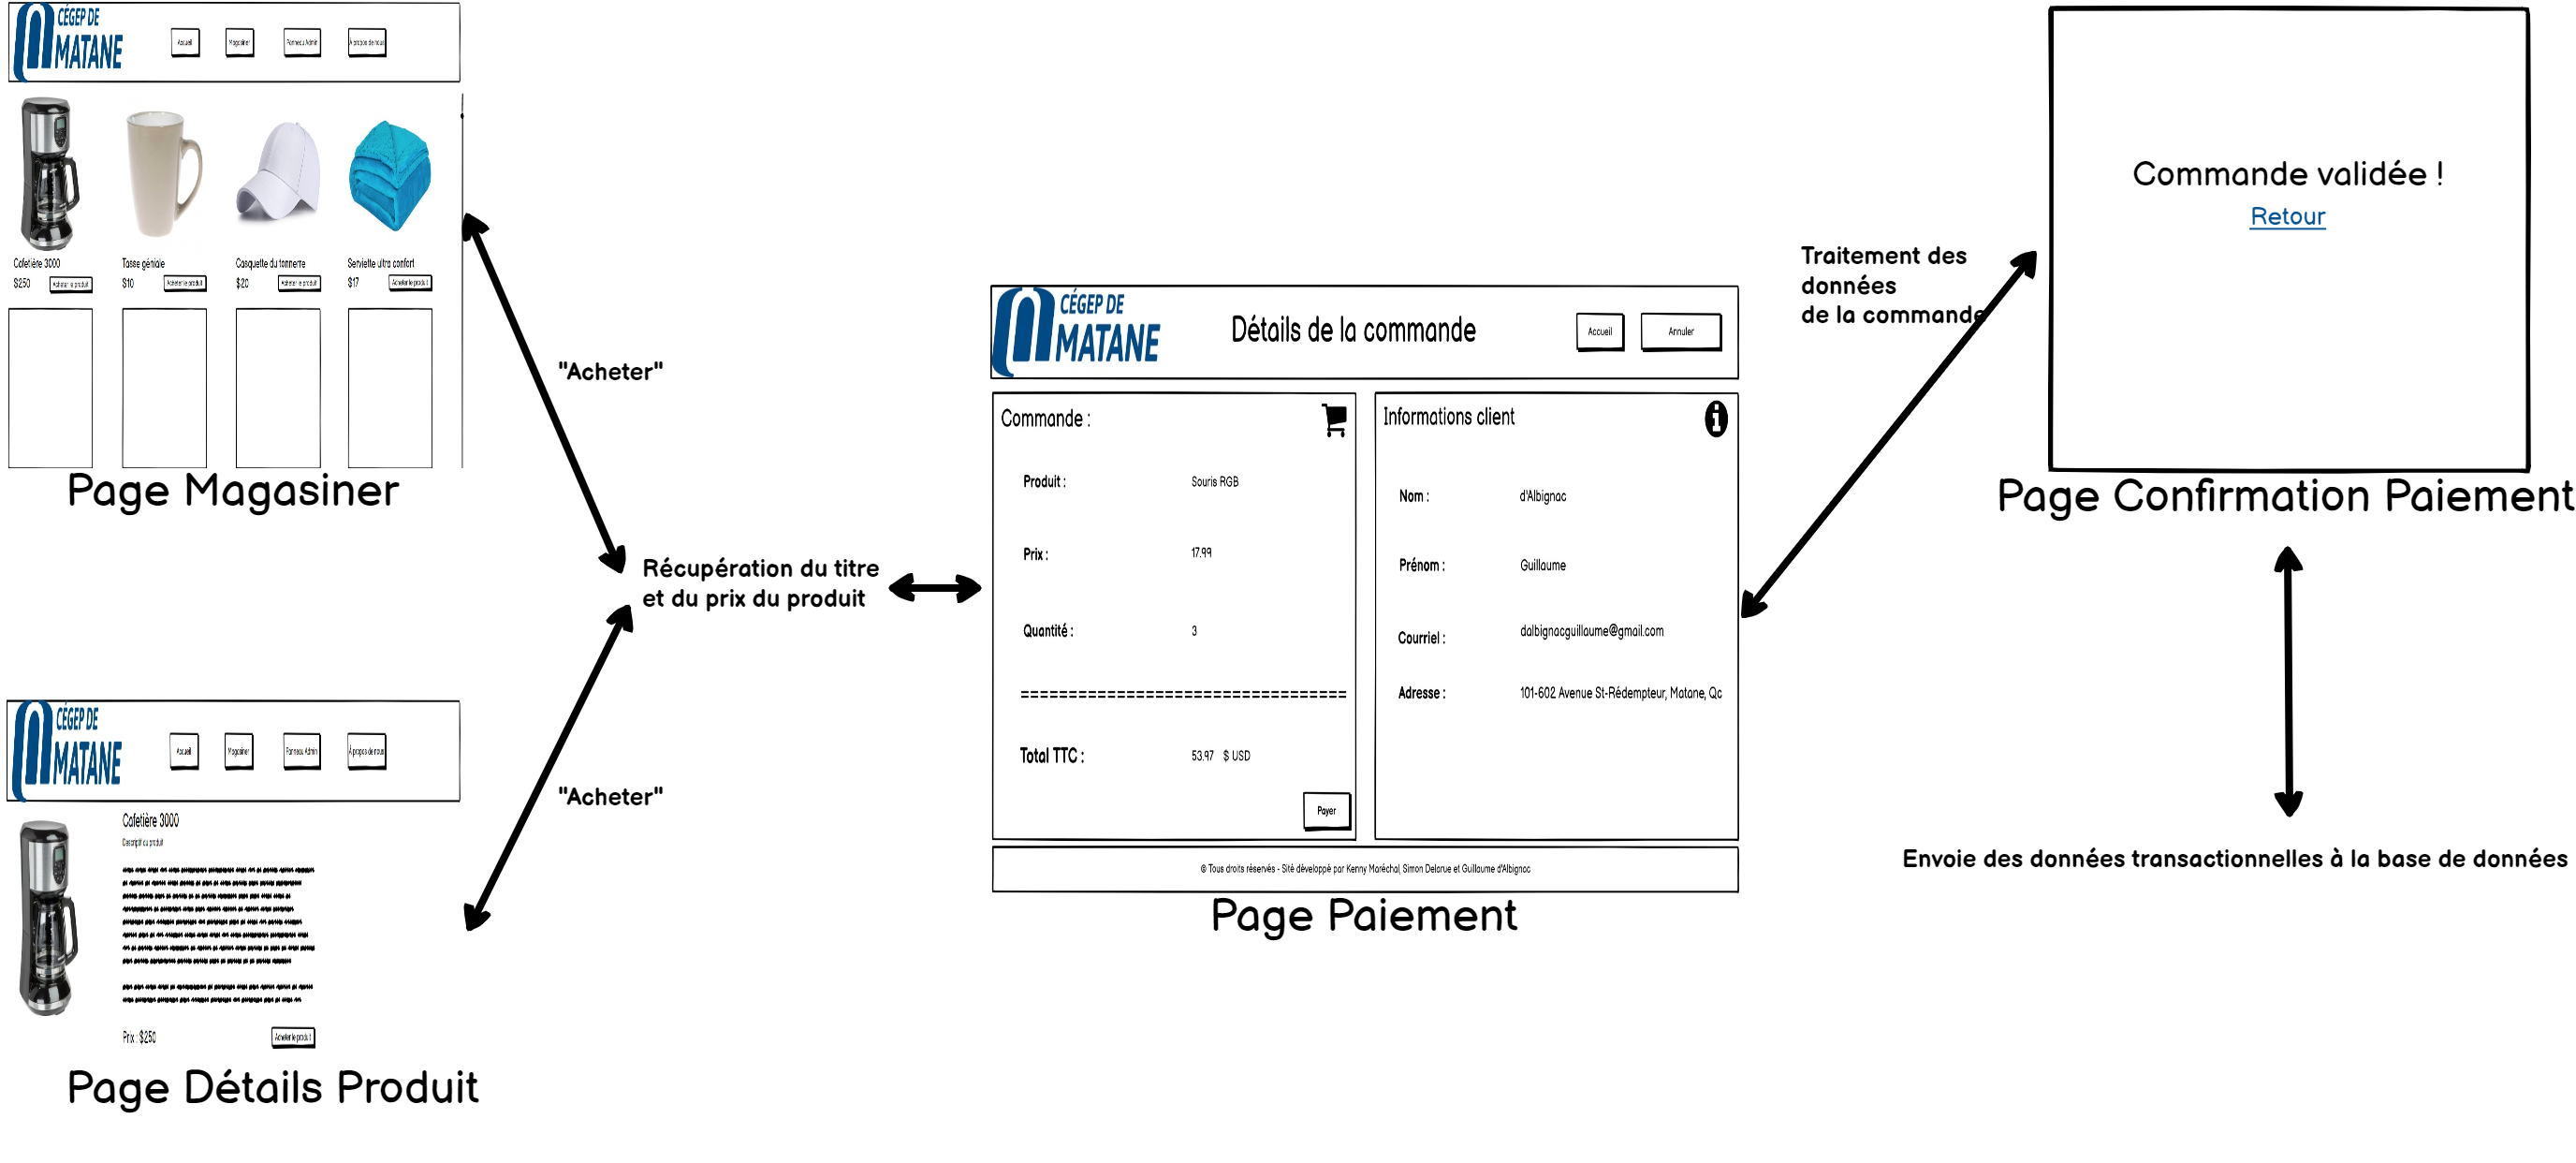 CÉGEP DE
MATANE
Accueil
Magasiner
Panneau Admin
À propos de nous
Cafetière 3000
$250
Acheter le produit
Tasse géniale
$10
Acheter le produit
Casquette du tonnerre
$20
Acheter le produit
Serviette ultra confort
$17
Acheter le produit
Page Magasiner
"Acheter"
Récupération du titre
et du prix du produit
"Acheter"
CÉGEP DE
MATANE
Accueil
Magasiner
Panneau Admin
À propos de nous
Cafetière 3000
Descriptif du produit
Prix : $250
Acheter le produit
Page Détails Produit
CÉGEP DE
MATANE
Détails de la commande
Accueil
Annuler
Commande :
Produit :
Souris RGB
Prix :
17.99
Quantité :
3
==================================
Total TTC :
53.97 $ USD
Payer
Informations client
Nom :
d'Albignac
Prénom :
Guillaume
Courriel :
dalbignacguillaume@gmail.com
Adresse :
101-602 Avenue St-Rédempteur, Matane, Qc
© Tous droits réservés - Sité développé par Kenny Maréchal, Simon Delarue et Guillaume d'Albignac
Page Paiement
Traitement des
données
de la commande
Commande validée !
Retour
Page Confirmation Paiement
Envoie des données transactionnelles à la base de données